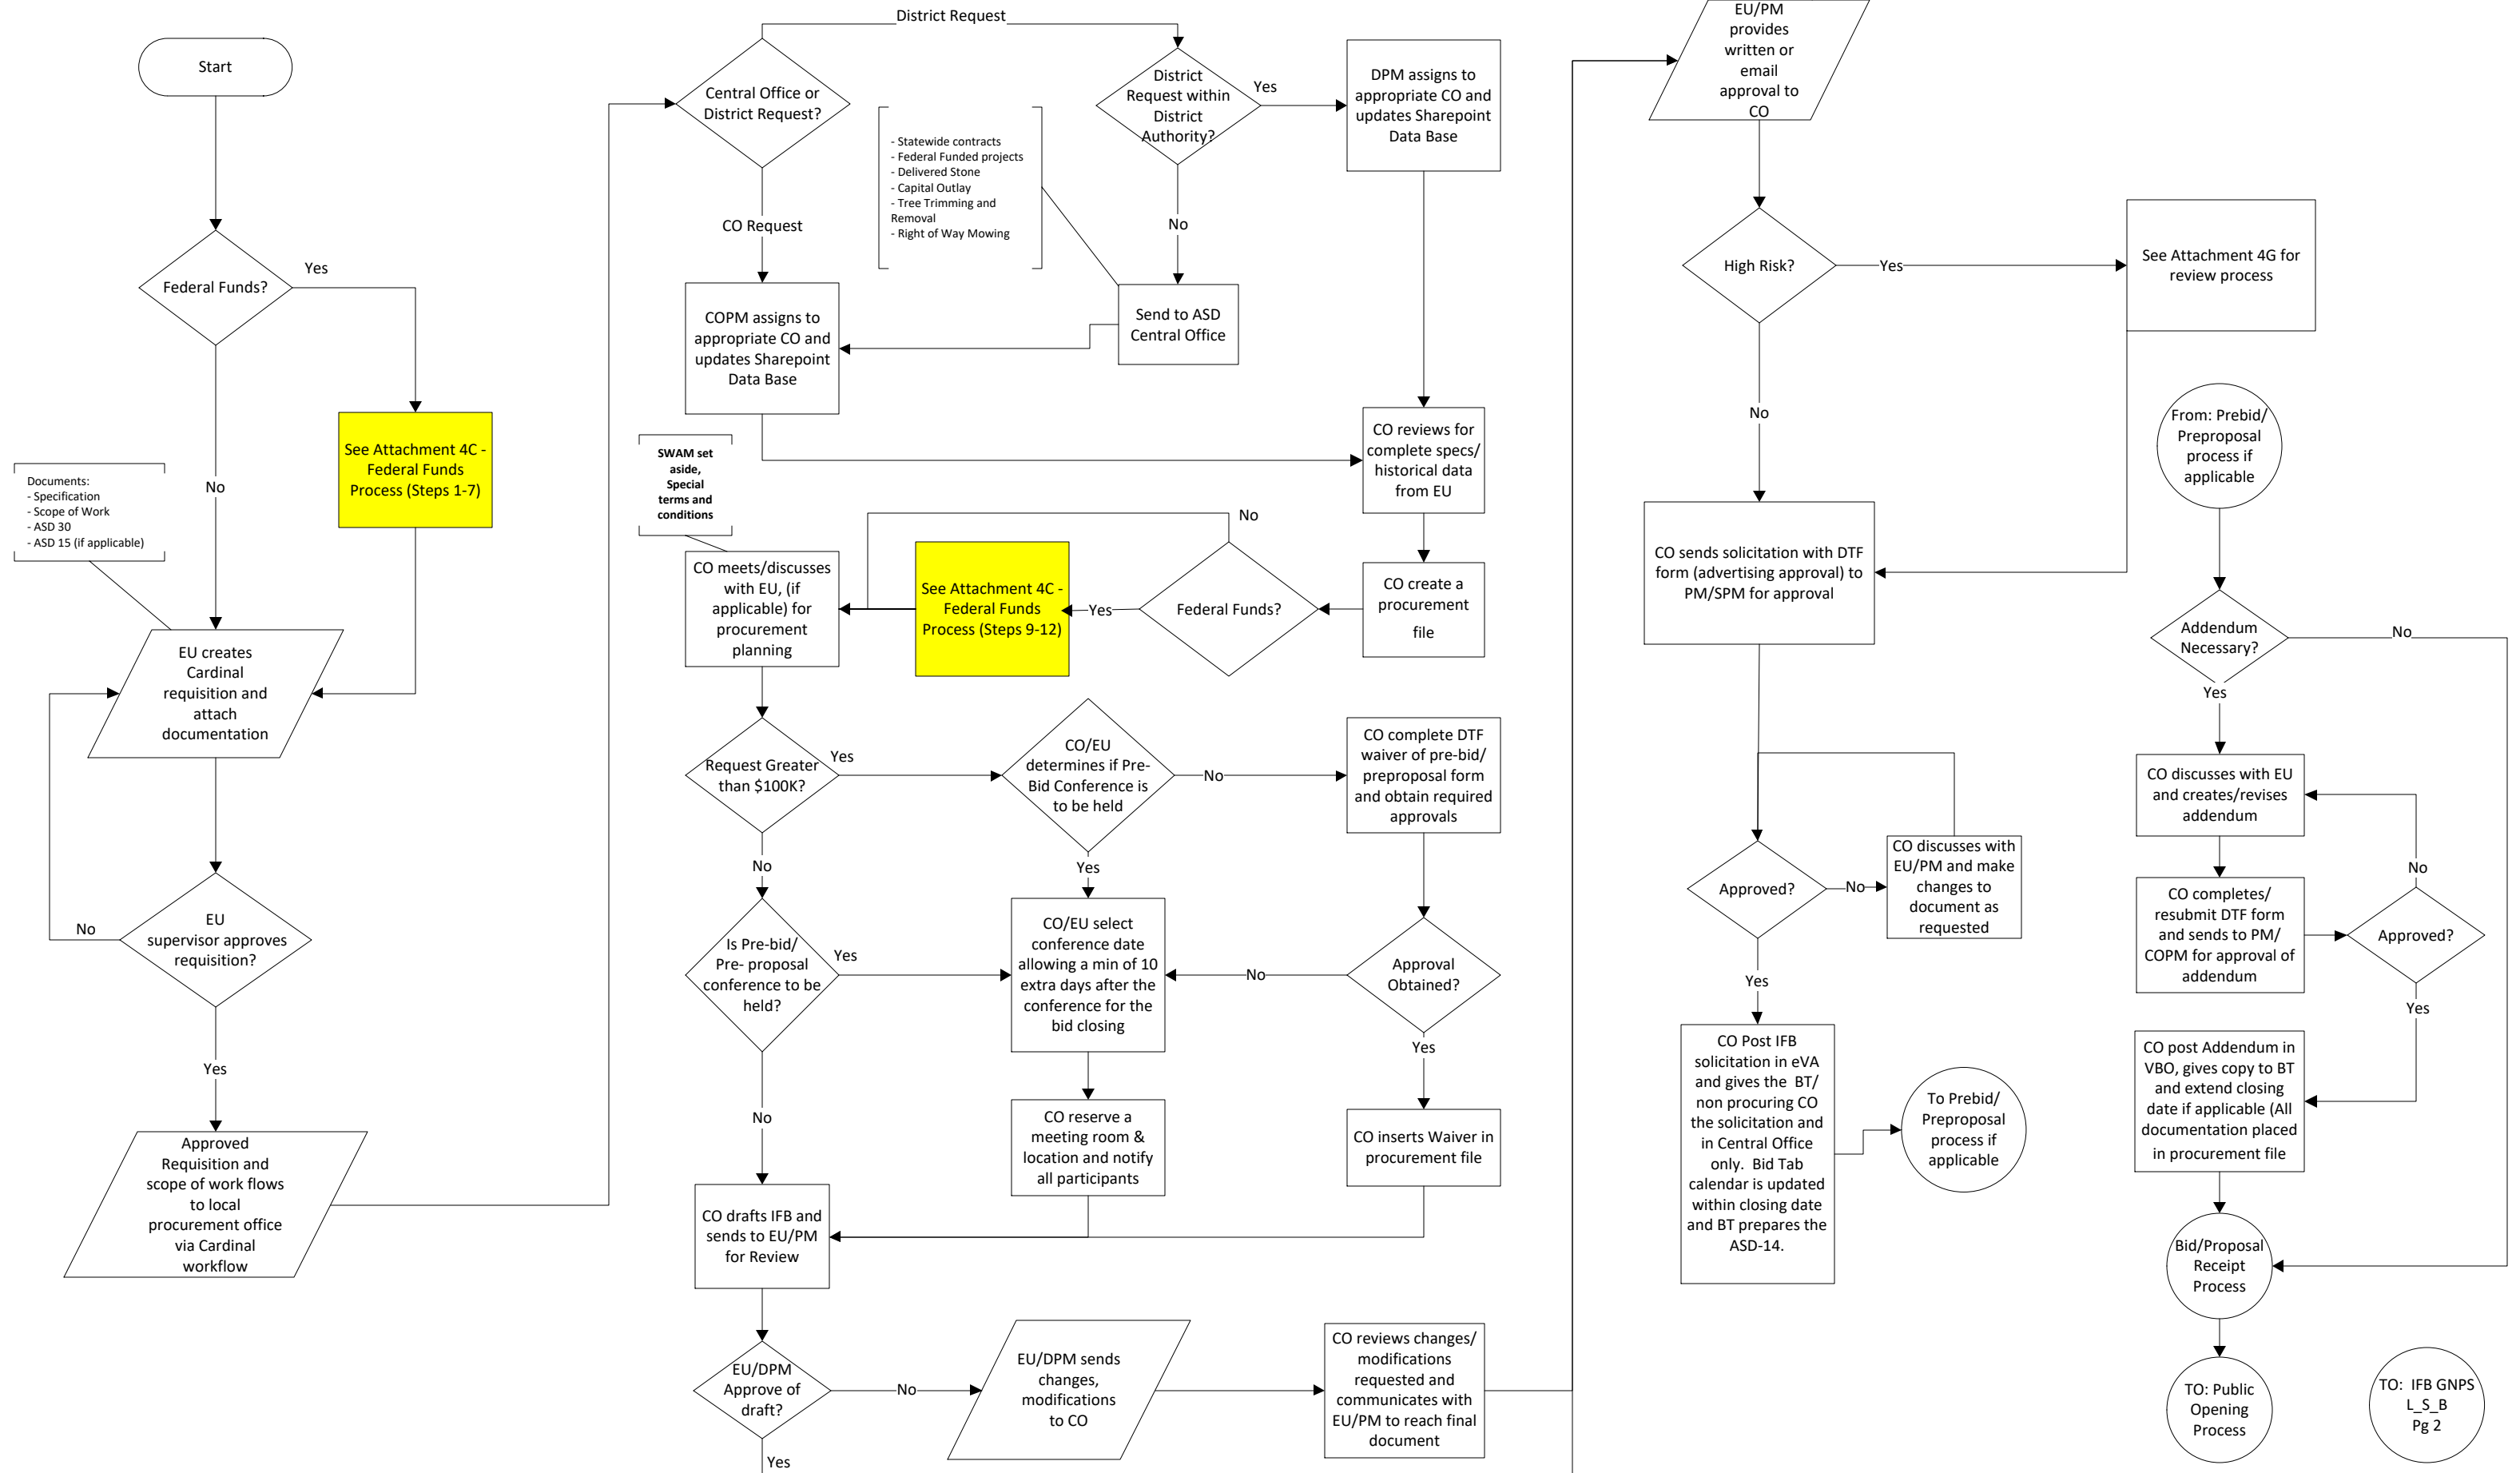 Start
Federal Funds?
Yes
No
See Attachment 4C -
Federal Funds
Process (Steps 1-7)
Documents:
- Specification
- Scope of Work
- ASD 30
- ASD 15 (if applicable)
EU creates
Cardinal
requisition and
attach
documentation
EU
supervisor approves
requisition?
No
Yes
Approved
Requisition and
scope of work flows
to local
procurement office
via Cardinal
workflow
District Request
Central Office or
District Request?
CO Request
- Statewide contracts
- Federal Funded projects
- Delivered Stone
- Capital Outlay
- Tree Trimming and
Removal
- Right of Way Mowing
District
Request within
District
Authority?
Yes
No
DPM assigns to
appropriate CO and
updates Sharepoint
Data Base
Send to ASD
Central Office
COPM assigns to
appropriate CO and
updates Sharepoint
Data Base
CO reviews for
complete specs/
historical data
from EU
SWAM set
aside,
Special
terms and
conditions
CO meets/discusses
with EU, (if
applicable) for
procurement
planning
See Attachment 4C -
Federal Funds
Process (Steps 9-12)
Yes
Federal Funds?
No
CO create a
procurement
file
Request Greater
than $100K?
Yes
No
CO/EU
determines if Pre-
Bid Conference is
to be held
No
Yes
CO complete DTF
waiver of pre-bid/
preproposal form
and obtain required
approvals
Is Pre-bid/
Pre- proposal
conference to be
held?
Yes
No
CO/EU select
conference date
allowing a min of 10
extra days after the
conference for the
bid closing
No
Approval
Obtained?
Yes
CO reserve a
meeting room &
location and notify
all participants
CO inserts Waiver in
procurement file
CO drafts IFB and
sends to EU/PM
for Review
EU/DPM
Approve of
draft?
No
Yes
EU/DPM sends
changes,
modifications
to CO
CO reviews changes/
modifications
requested and
communicates with
EU/PM to reach final
document
EU/PM
provides
written or
email
approval to
CO
High Risk?
Yes
No
See Attachment 4G for
review process
CO sends solicitation with DTF
form (advertising approval) to
PM/SPM for approval
Approved?
No
Yes
CO discusses with
EU/PM and make
changes to
document as
requested
CO Post IFB
solicitation in eVA
and gives the BT/
non procuring CO
the solicitation and
in Central Office
only. Bid Tab
calendar is updated
within closing date
and BT prepares the
ASD-14.
To Prebid/
Preproposal
process if
applicable
From: Prebid/
Preproposal
process if
applicable
Addendum
Necessary?
No
Yes
CO discusses with EU
and creates/revises
addendum
CO completes/
resubmit DTF form
and sends to PM/
COPM for approval of
addendum
No
Approved?
Yes
CO post Addendum in
VBO, gives copy to BT
and extend closing
date if applicable (All
documentation placed
in procurement file
Bid/Proposal
Receipt
Process
TO: Public
Opening
Process
TO: IFB GNPS
L_S_B
Pg 2